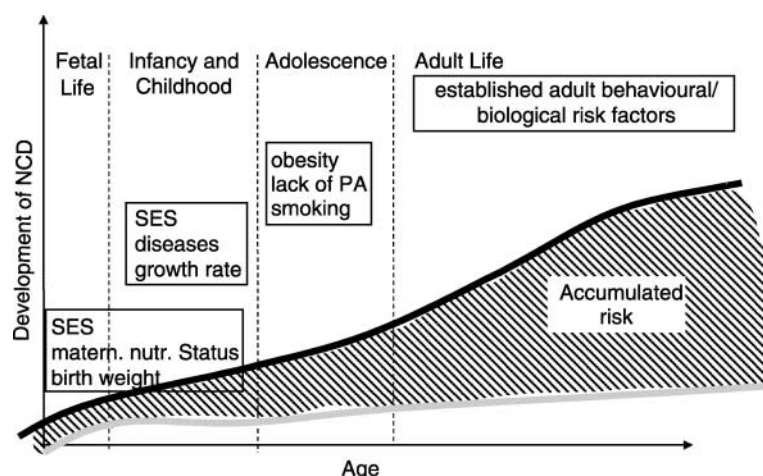 Development of NCD
Fetal
Life
Infancy and
Childhood
Adolescence
Adult Life
established adult behavioural/
biological risk factors
obesity
lack of PA
smoking
SES
diseases
growth rate
SES
matern. nutr. Status
birth weight
Accumulated
risk
Age